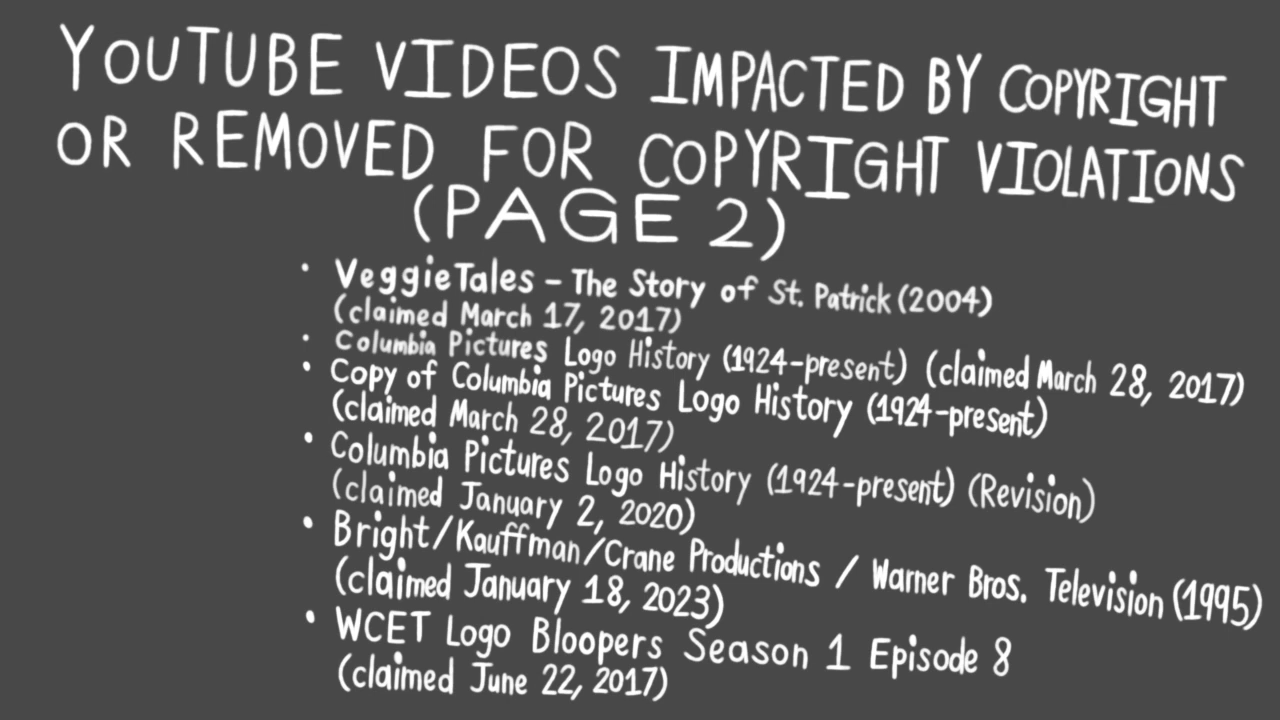 YOUTUBE VIDEOS IMPACTED BY COPYRIGHT
OR REMOVED FOR COPYRIGHT VIOLATIONS
(PAGE 2)
• VeggieTales - The Story of St. Patrick (2004)
(claimed March 17, 2017)
• Columbia Pictures Logo History (1924-present) (claimed March 28, 2017)
• Copy of Columbia Pictures Logo History (1924-present)
(claimed March 28, 2017)
• Columbia Pictures Logo History (1924-present) (Revision)
(claimed January 2, 2020)
• Bright/Kauffman/Crane Productions / Warner Bros. Television (1995)
(claimed January 18, 2023)
• WCET Logo Bloopers Season 1 Episode 8
(claimed June 22, 2017)